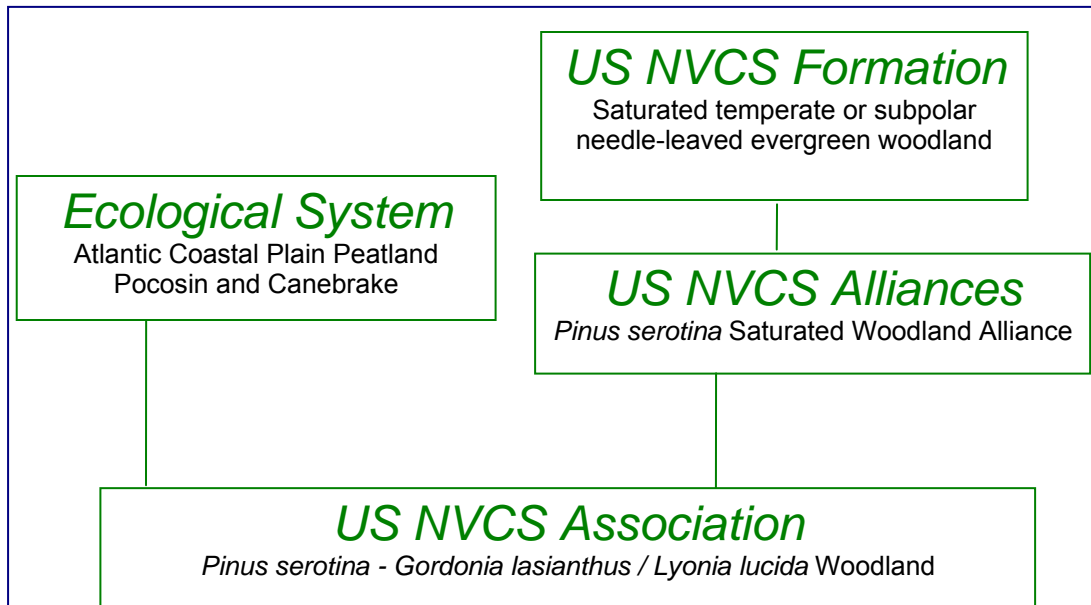 US NVCS Formation
Saturated temperate or subpolar
needle-leaved evergreen woodland
Ecological System
Atlantic Coastal Plain Peatland
Pocosin and Canebrake
US NVCS Alliances
Pinus serotina Saturated Woodland Alliance
US NVCS Association
Pinus serotina - Gordonia lasianthus / Lyonia lucida Woodland